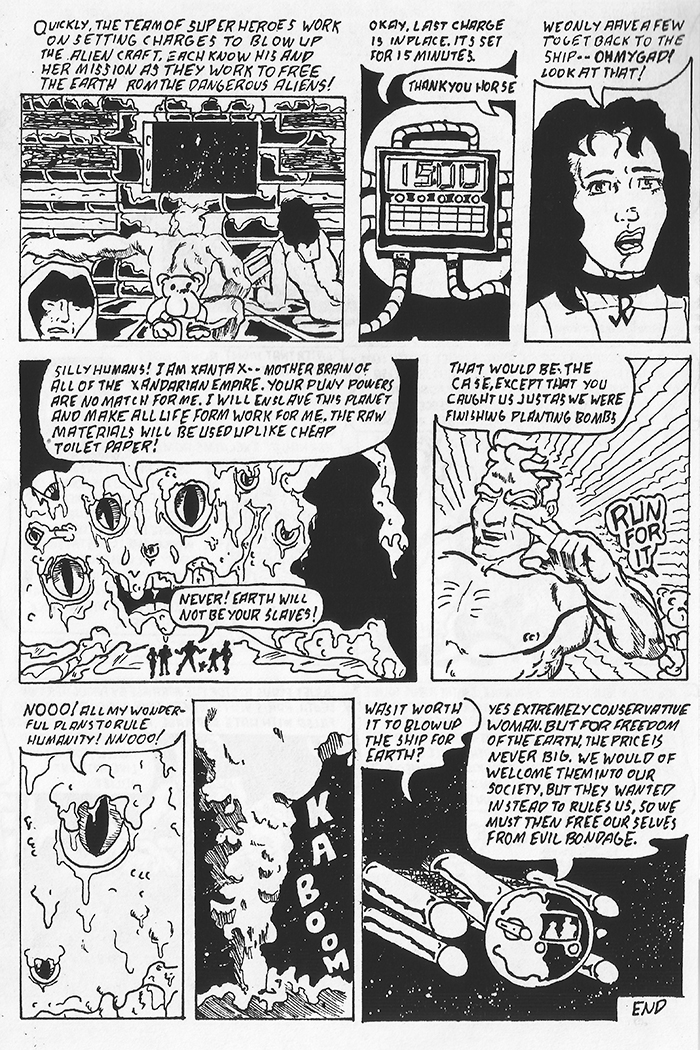 QUICKLY, THE TEAM OF SUPER HEROES WORK
ON SETTING CHARGES TO BLOW UP
THE ALIEN CRAFT. EACH KNOW HIS AND
HER MISSION AS THEY WORK TO FREE
THE EARTH ROM THE DANGEROUS ALIENS!
OKAY, LAST CHARGE
IS IN PLACE. ITS SET
FOR 15 MINUTES.
THANK YOU HORSE
1500
WE ONLY HAVE A FEW
TO GET BACK TO THE
SHIP-- OHMYGAD!
LOOK AT THAT!
SILLY HUMANS! I AM XANTAX-- MOTHER BRAIN OF
ALL OF THE XANDARIAN EMPIRE. YOUR PUNY POWERS
ARE NO MATCH FOR ME. I WILL ENSLAVE THIS PLANET
AND MAKE ALL LIFE FORM WORK FOR ME. THE RAW
MATERIALS WILL BE USED UP LIKE CHEAP
TOILET PAPER!
NEVER! EARTH WILL
NOT BE YOUR SLAVES!
THAT WOULD BE THE
CASE, EXCEPT THAT YOU
CAUGHT US JUST AS WE WERE
FINISHING PLANTING BOMBS
RUN
FOR
IT
NOOO! ALL MY WONDER-
FUL PLANS TO RULE
HUMANITY! NNOOO!
KABOOM
WAS IT WORTH
IT TO BLOW UP
THE SHIP FOR
EARTH?
YES EXTREMELY CONSERVATIVE
WOMAN. BUT FOR FREEDOM
OF THE EARTH, THE PRICE IS
NEVER BIG. WE WOULD OF
WELCOME THEM INTO OUR
SOCIETY, BUT THEY WANTED
INSTEAD TO RULES US, SO WE
MUST THEN FREE OUR SELVES
FROM EVIL BONDAGE.
END